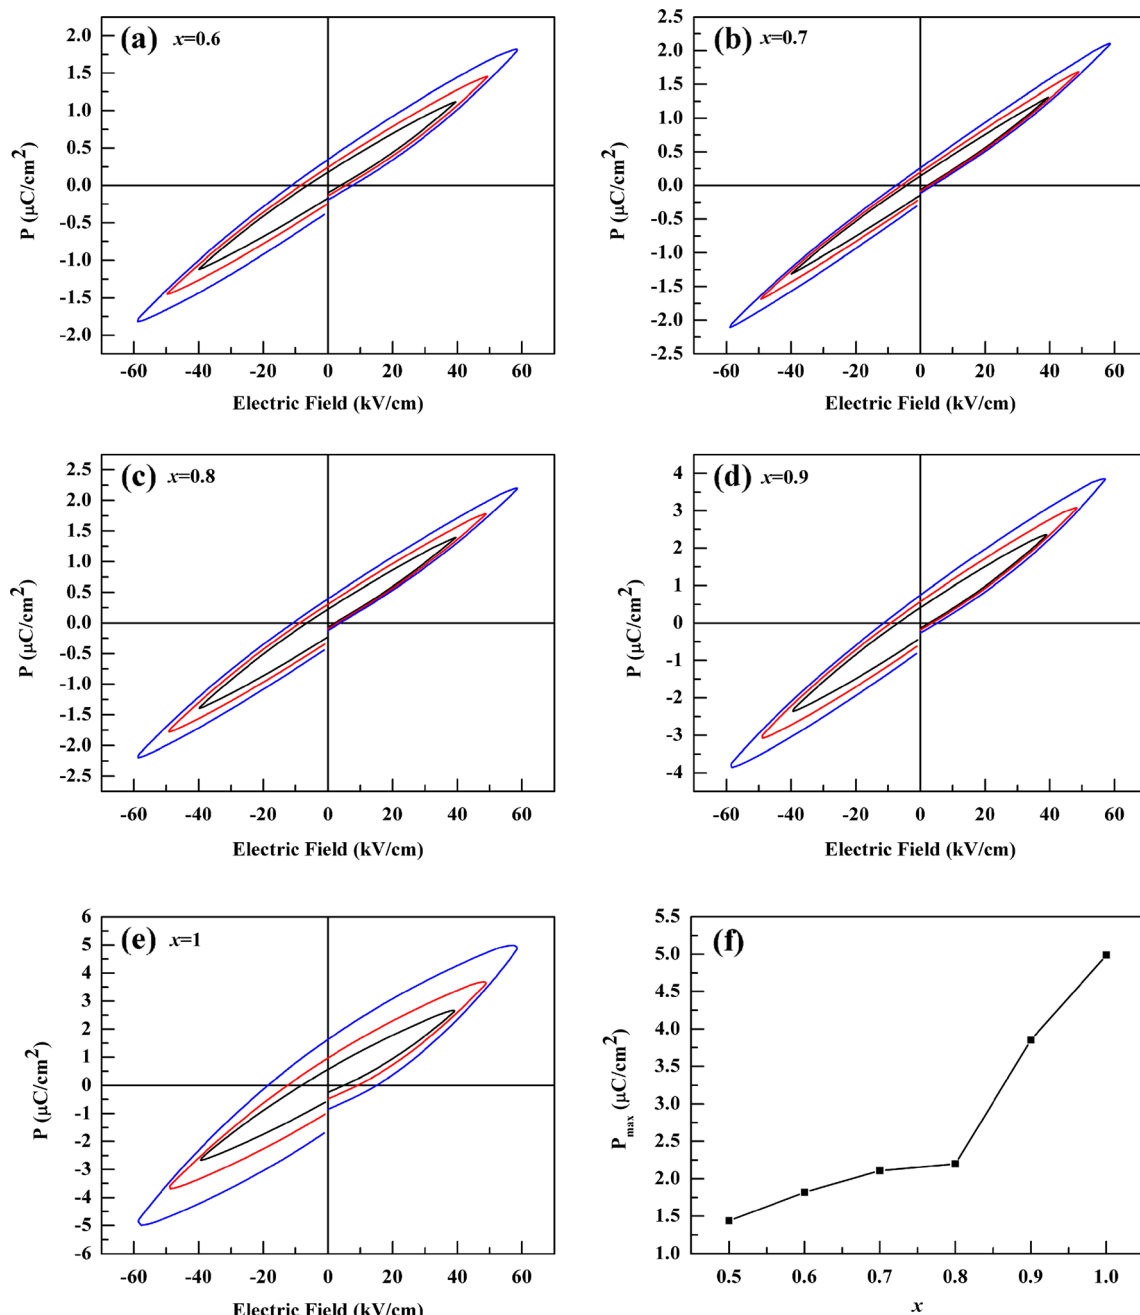 (a) x=0.6
2.0
1.5
1.0
0.5
0.0
-0.5
-1.0
-1.5
-2.0
P (μC/cm2)
-60 -40 -20 0 20 40 60
Electric Field (kV/cm)
(b) x=0.7
2.5
2.0
1.5
1.0
0.5
0.0
-0.5
-1.0
-1.5
-2.0
-2.5
P (μC/cm2)
-60 -40 -20 0 20 40 60
Electric Field (kV/cm)
(c) x=0.8
2.5
2.0
1.5
1.0
0.5
0.0
-0.5
-1.0
-1.5
-2.0
-2.5
P (μC/cm2)
-60 -40 -20 0 20 40 60
Electric Field (kV/cm)
(d) x=0.9
4
3
2
1
0
-1
-2
-3
-4
P (μC/cm2)
-60 -40 -20 0 20 40 60
Electric Field (kV/cm)
(e) x=1
6
5
4
3
2
1
0
-1
-2
-3
-4
-5
-6
P (μC/cm2)
-60 -40 -20 0 20 40 60
Electric Field (kV/cm)
(f)
5.5
5.0
4.5
4.0
3.5
3.0
2.5
2.0
1.5
1.0
Pmax (μC/cm2)
0.5 0.6 0.7 0.8 0.9 1.0
x